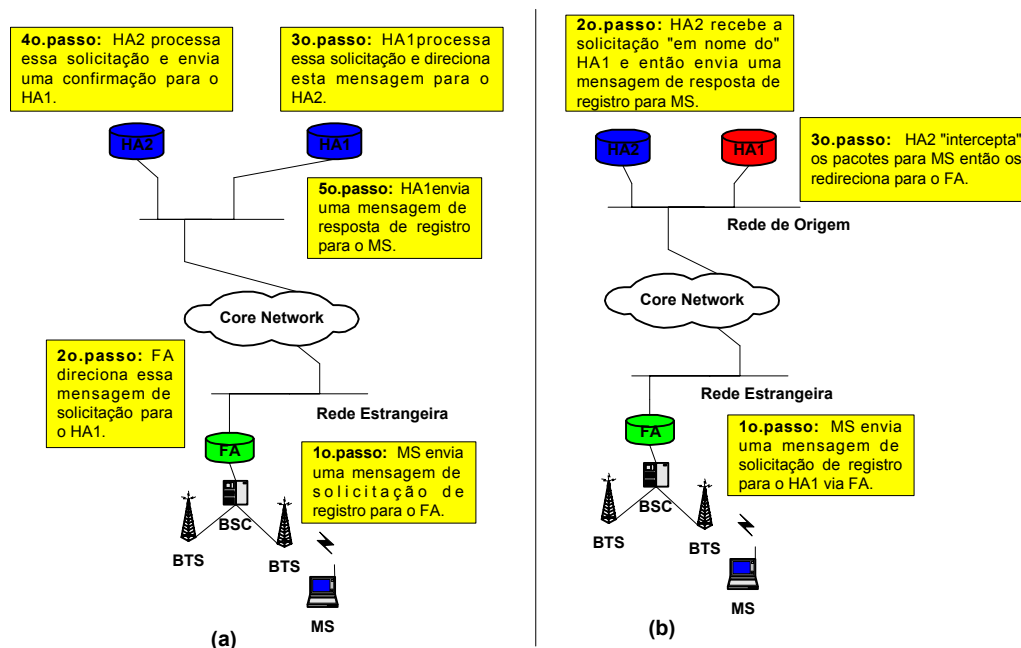 4o.passo: HA2 processa
essa solicitação e envia
uma confirmação para o
HA1.
3o.passo: HA1processa
essa solicitação e direciona
esta mensagem para o
HA2.
HA2
HA1
5o.passo: HA1envia
uma mensagem de
resposta de registro
para o MS.
Core Network
2o.passo: FA
direciona essa
mensagem de
solicitação para
o HA1.
Rede Estrangeira
FA
1o.passo: MS envia
uma mensagem de
solicitação de
registro para o FA.
BSC
BTS
BTS
MS
(a)
2o.passo: HA2 recebe a
solicitação "em nome do"
HA1 e então envia uma
mensagem de resposta de
registro para MS.
HA2
HA1
3o.passo: HA2 "intercepta"
os pacotes para MS então os
redireciona para o FA.
Rede de Origem
Core Network
Rede Estrangeira
FA
1o.passo: MS envia
uma mensagem de
solicitação de registro
para o HA1 via FA.
BSC
BTS
BTS
MS
(b)